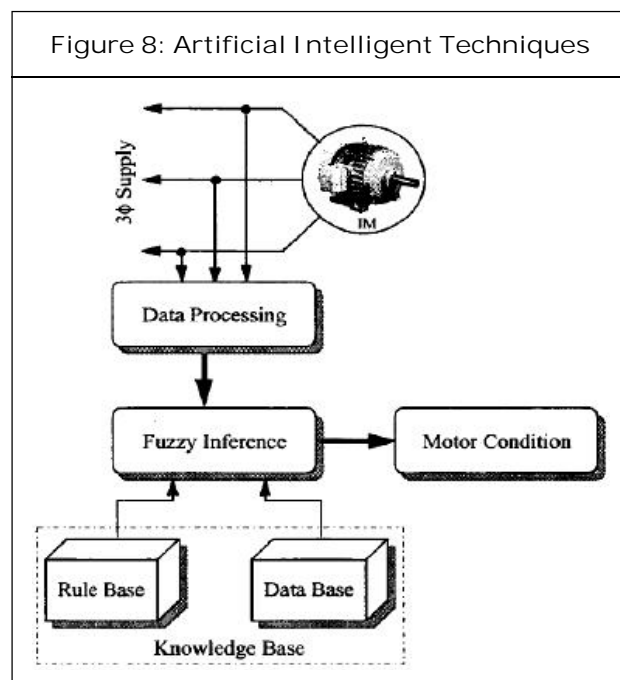 Figure 8: Artificial Intelligent Techniques
3ϕ Supply
IM
Data Processing
Fuzzy Inference
Motor Condition
Rule Base
Data Base
Knowledge Base